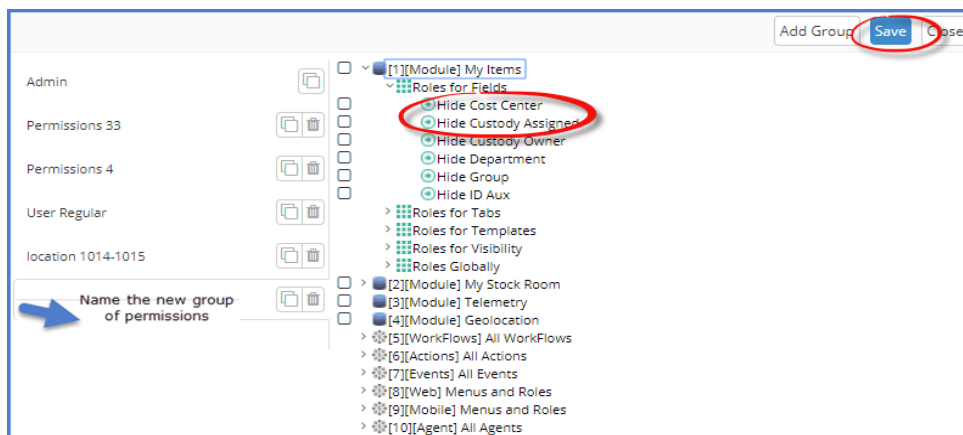 Add Group Save Close
Admin
Permissions 33
Permissions 4
User Regular
location 1014-1015
Name the new group
of permissions
[1][Module] My Items
Roles for Fields
Hide Cost Center
Hide Custody Assigned
Hide Custody Owner
Hide Department
Hide Group
Hide ID Aux
Roles for Tabs
Roles for Templates
Roles for Visibility
Roles Globally
[2][Module] My Stock Room
[3][Module] Telemetry
[4][Module] Geolocation
[5][WorkFlows] All WorkFlows
[6][Actions] All Actions
[7][Events] All Events
[8][Web] Menus and Roles
[9][Mobile] Menus and Roles
[10][Agent] All Agents